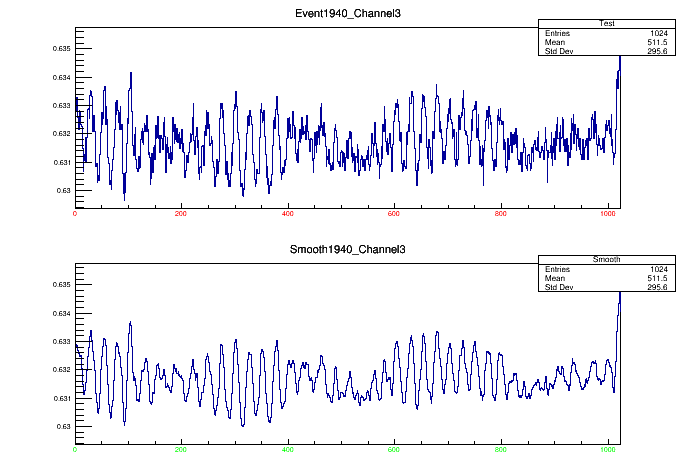 Event1940_Channel3
Test
Entries 1024
Mean 511.5
Std Dev 295.6
0.635
0.634
0.633
0.632
0.631
0.63
0 200 400 600 800 1000
Smooth1940_Channel3
Smooth
Entries 1024
Mean 511.5
Std Dev 295.6
0.635
0.634
0.633
0.632
0.631
0.63
0 200 400 600 800 1000